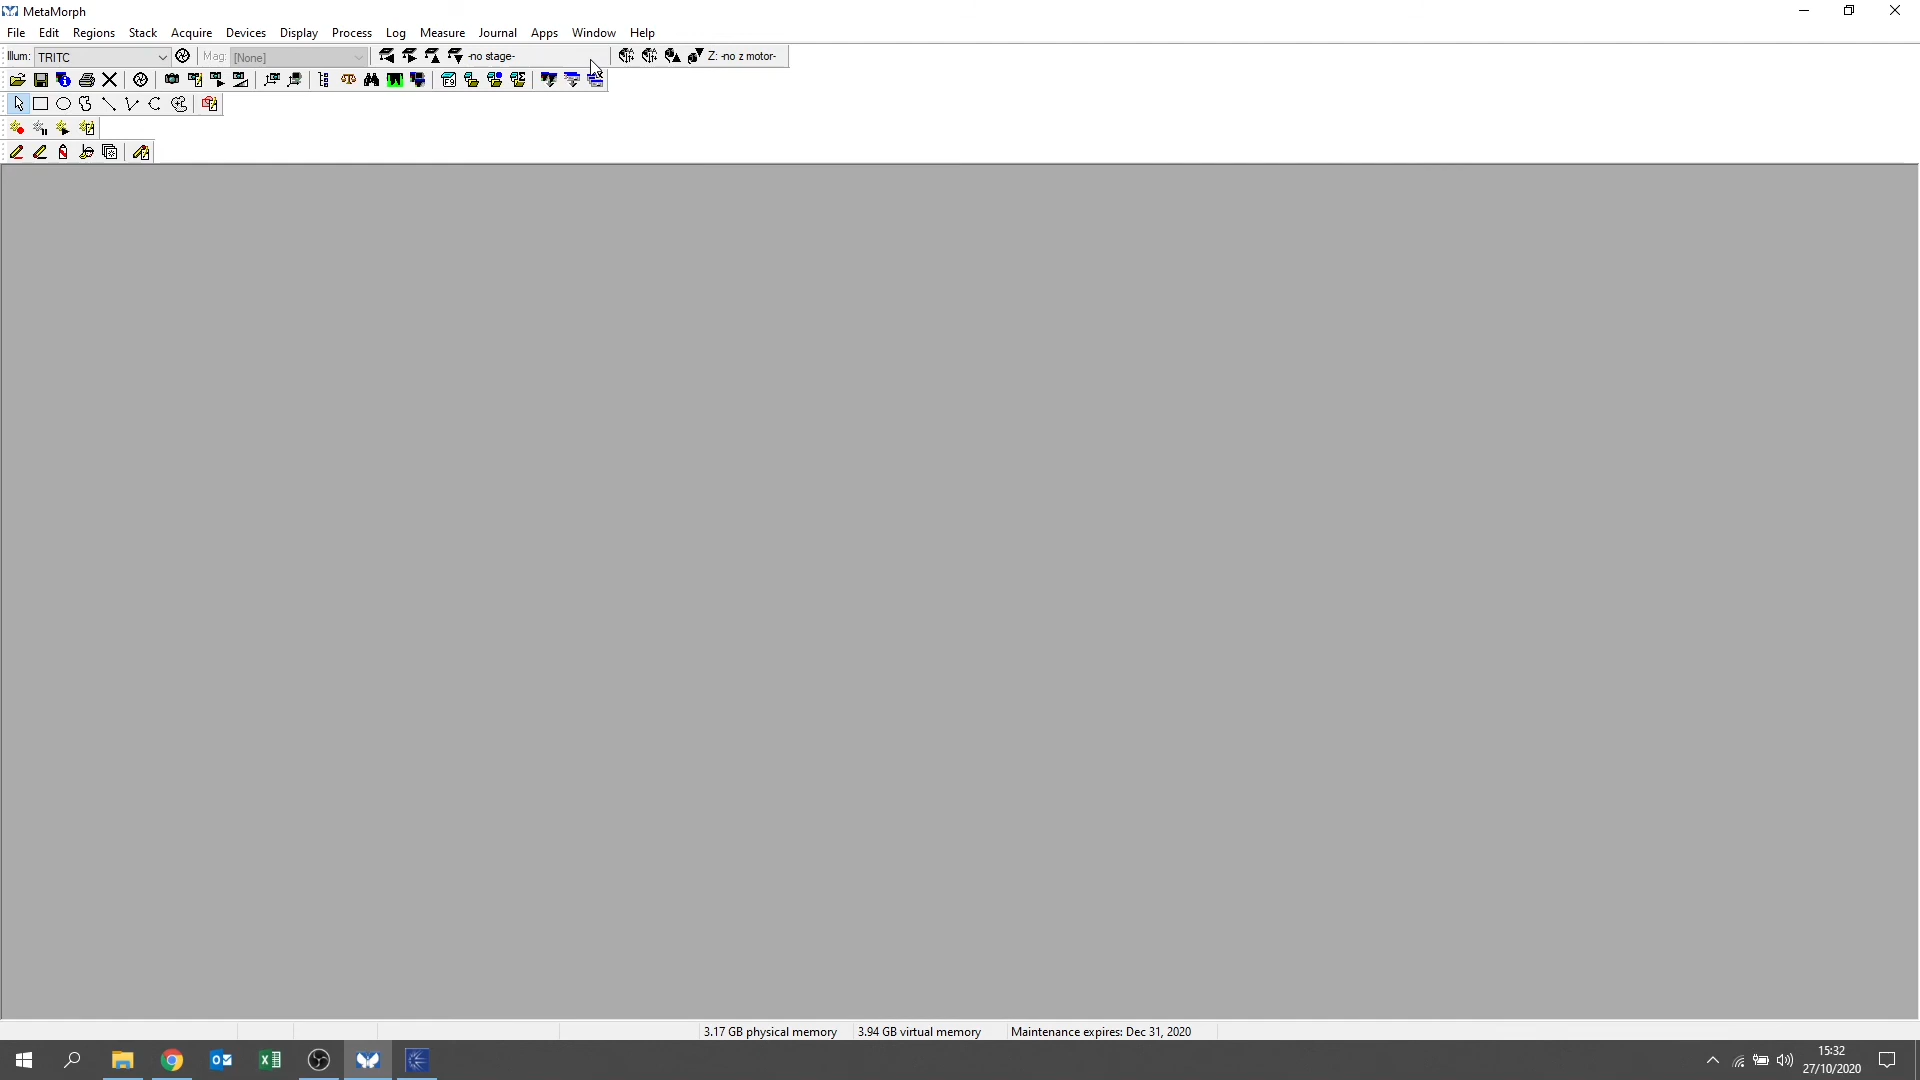 MetaMorph
File Edit Regions Stack Acquire Devices Display Process Log Measure Journal Apps Window Help
Illum: TRITC Mag: [None] -no stage- Z: -no z motor-
3.17 GB physical memory 3.94 GB virtual memory Maintenance expires: Dec 31, 2020
15:32
27/10/2020